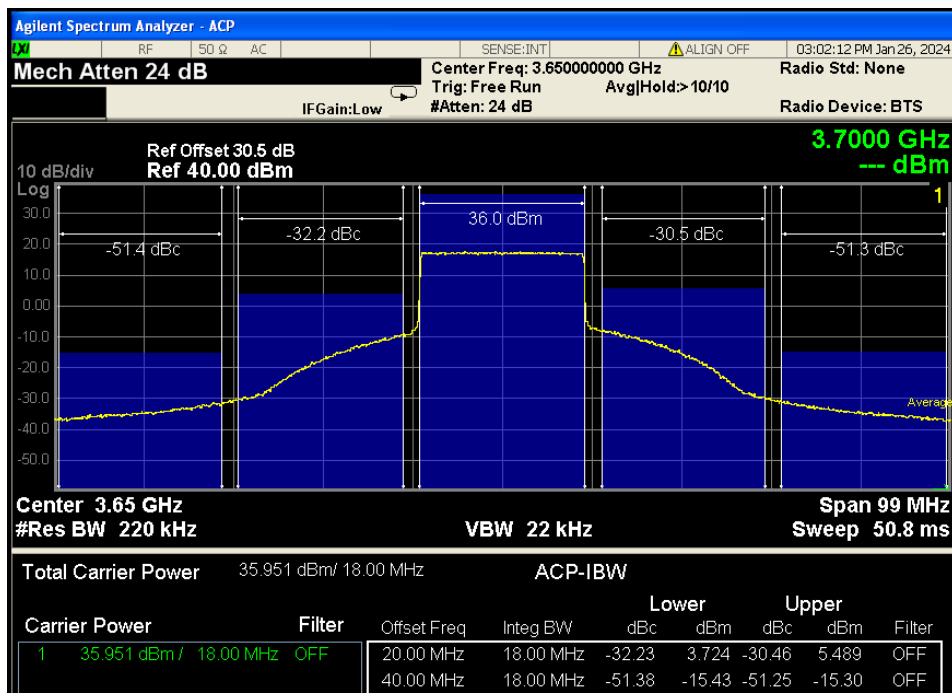 Agilent Spectrum Analyzer - ACP
LXI RF 50 Ω AC SENSE:INT ALIGN OFF 03:02:12 PM Jan 26, 2024
Mech Atten 24 dB
Center Freq: 3.650000000 GHz Radio Std: None
Trig: Free Run Avg|Hold:>10/10
IFGain:Low #Atten: 24 dB Radio Device: BTS
3.7000 GHz
--- dBm
Ref Offset 30.5 dB
10 dB/div Ref 40.00 dBm
Log
1
30.0
20.0
10.0
0.00
-10.0
-20.0
-30.0
-40.0
-50.0
-51.4 dBc -32.2 dBc 36.0 dBm -30.5 dBc -51.3 dBc
Average
Center 3.65 GHz Span 99 MHz
#Res BW 220 kHz VBW 22 kHz Sweep 50.8 ms
Total Carrier Power 35.951 dBm/ 18.00 MHz ACP-IBW
Lower Upper
Carrier Power Filter Offset Freq Integ BW dBc dBm dBc dBm Filter
1 35.951 dBm / 18.00 MHz OFF 20.00 MHz 18.00 MHz -32.23 3.724 -30.46 5.489 OFF
40.00 MHz 18.00 MHz -51.38 -15.43 -51.25 -15.30 OFF